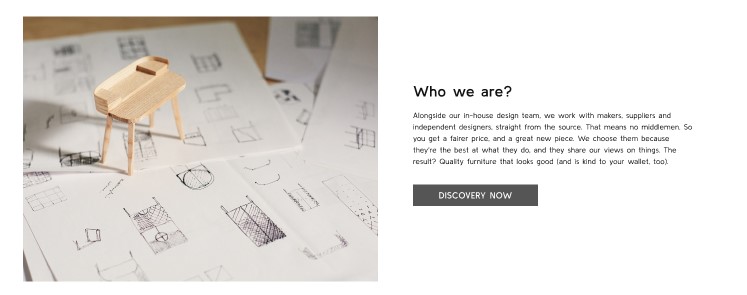 Who we are?
Alongside our in-house design team, we work with makers, suppliers and
independent designers, straight from the source. That means no middlemen. So
you get a fairer price, and a great new piece. We choose them because
they're the best at what they do, and they share our views on things. The
result? Quality furniture that looks good (and is kind to your wallet, too).
DISCOVERY NOW